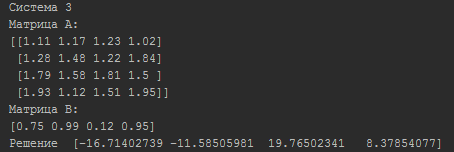 Система 3
Матрица A:
[[1.11 1.17 1.23 1.02]
 [1.28 1.48 1.22 1.84]
 [1.79 1.58 1.81 1.5 ]
 [1.93 1.12 1.51 1.95]]
Матрица B:
[0.75 0.99 0.12 0.95]
Решение  [-16.71402739 -11.58505981  19.76502341   8.37854077]